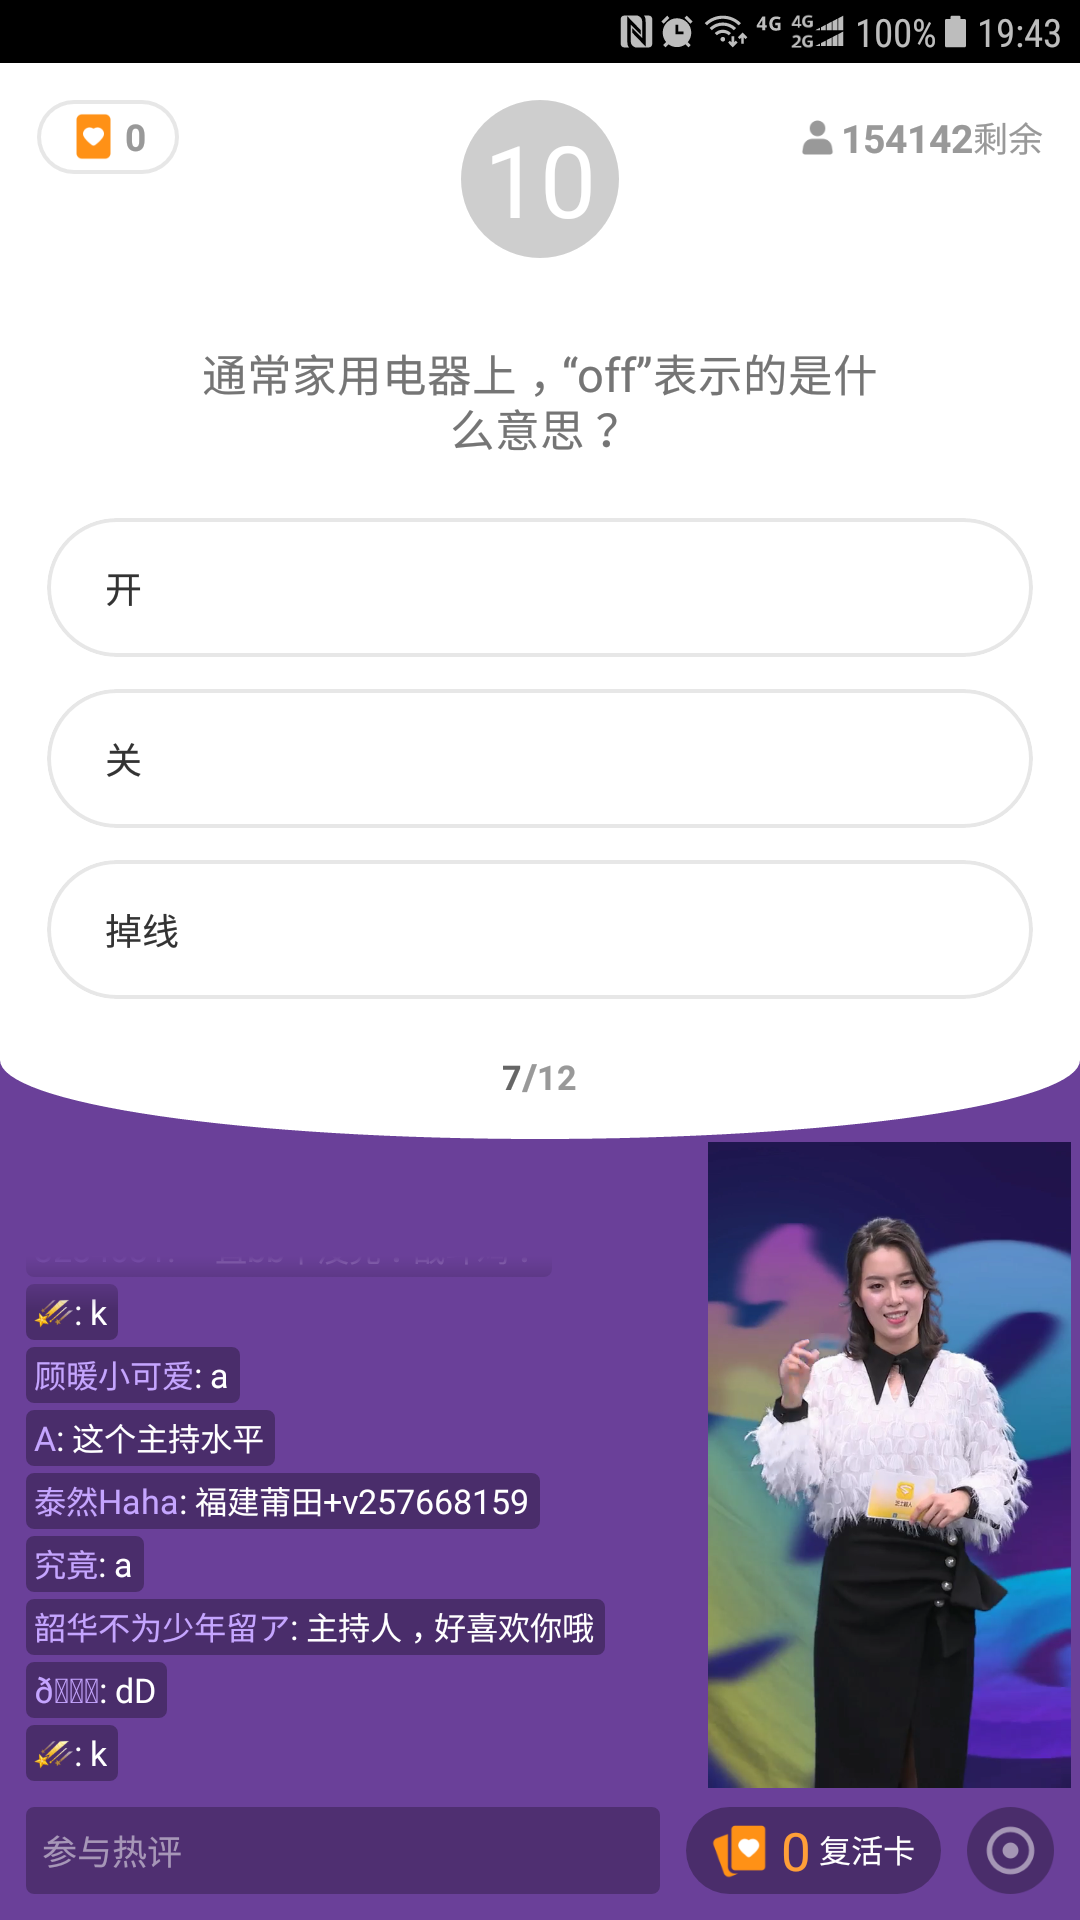 4G 4G 2G 100% 19:43
0
10
154142剩余
通常家用电器上，“off”表示的是什
么意思？
开
关
掉线
7/12
: k
顾暖小可爱: a
A: 这个主持水平
泰然Haha: 福建莆田+v257668159
究竟: a
韶华不为少年留ア: 主持人，好喜欢你哦
ð: dD
: k
参与热评
0 复活卡